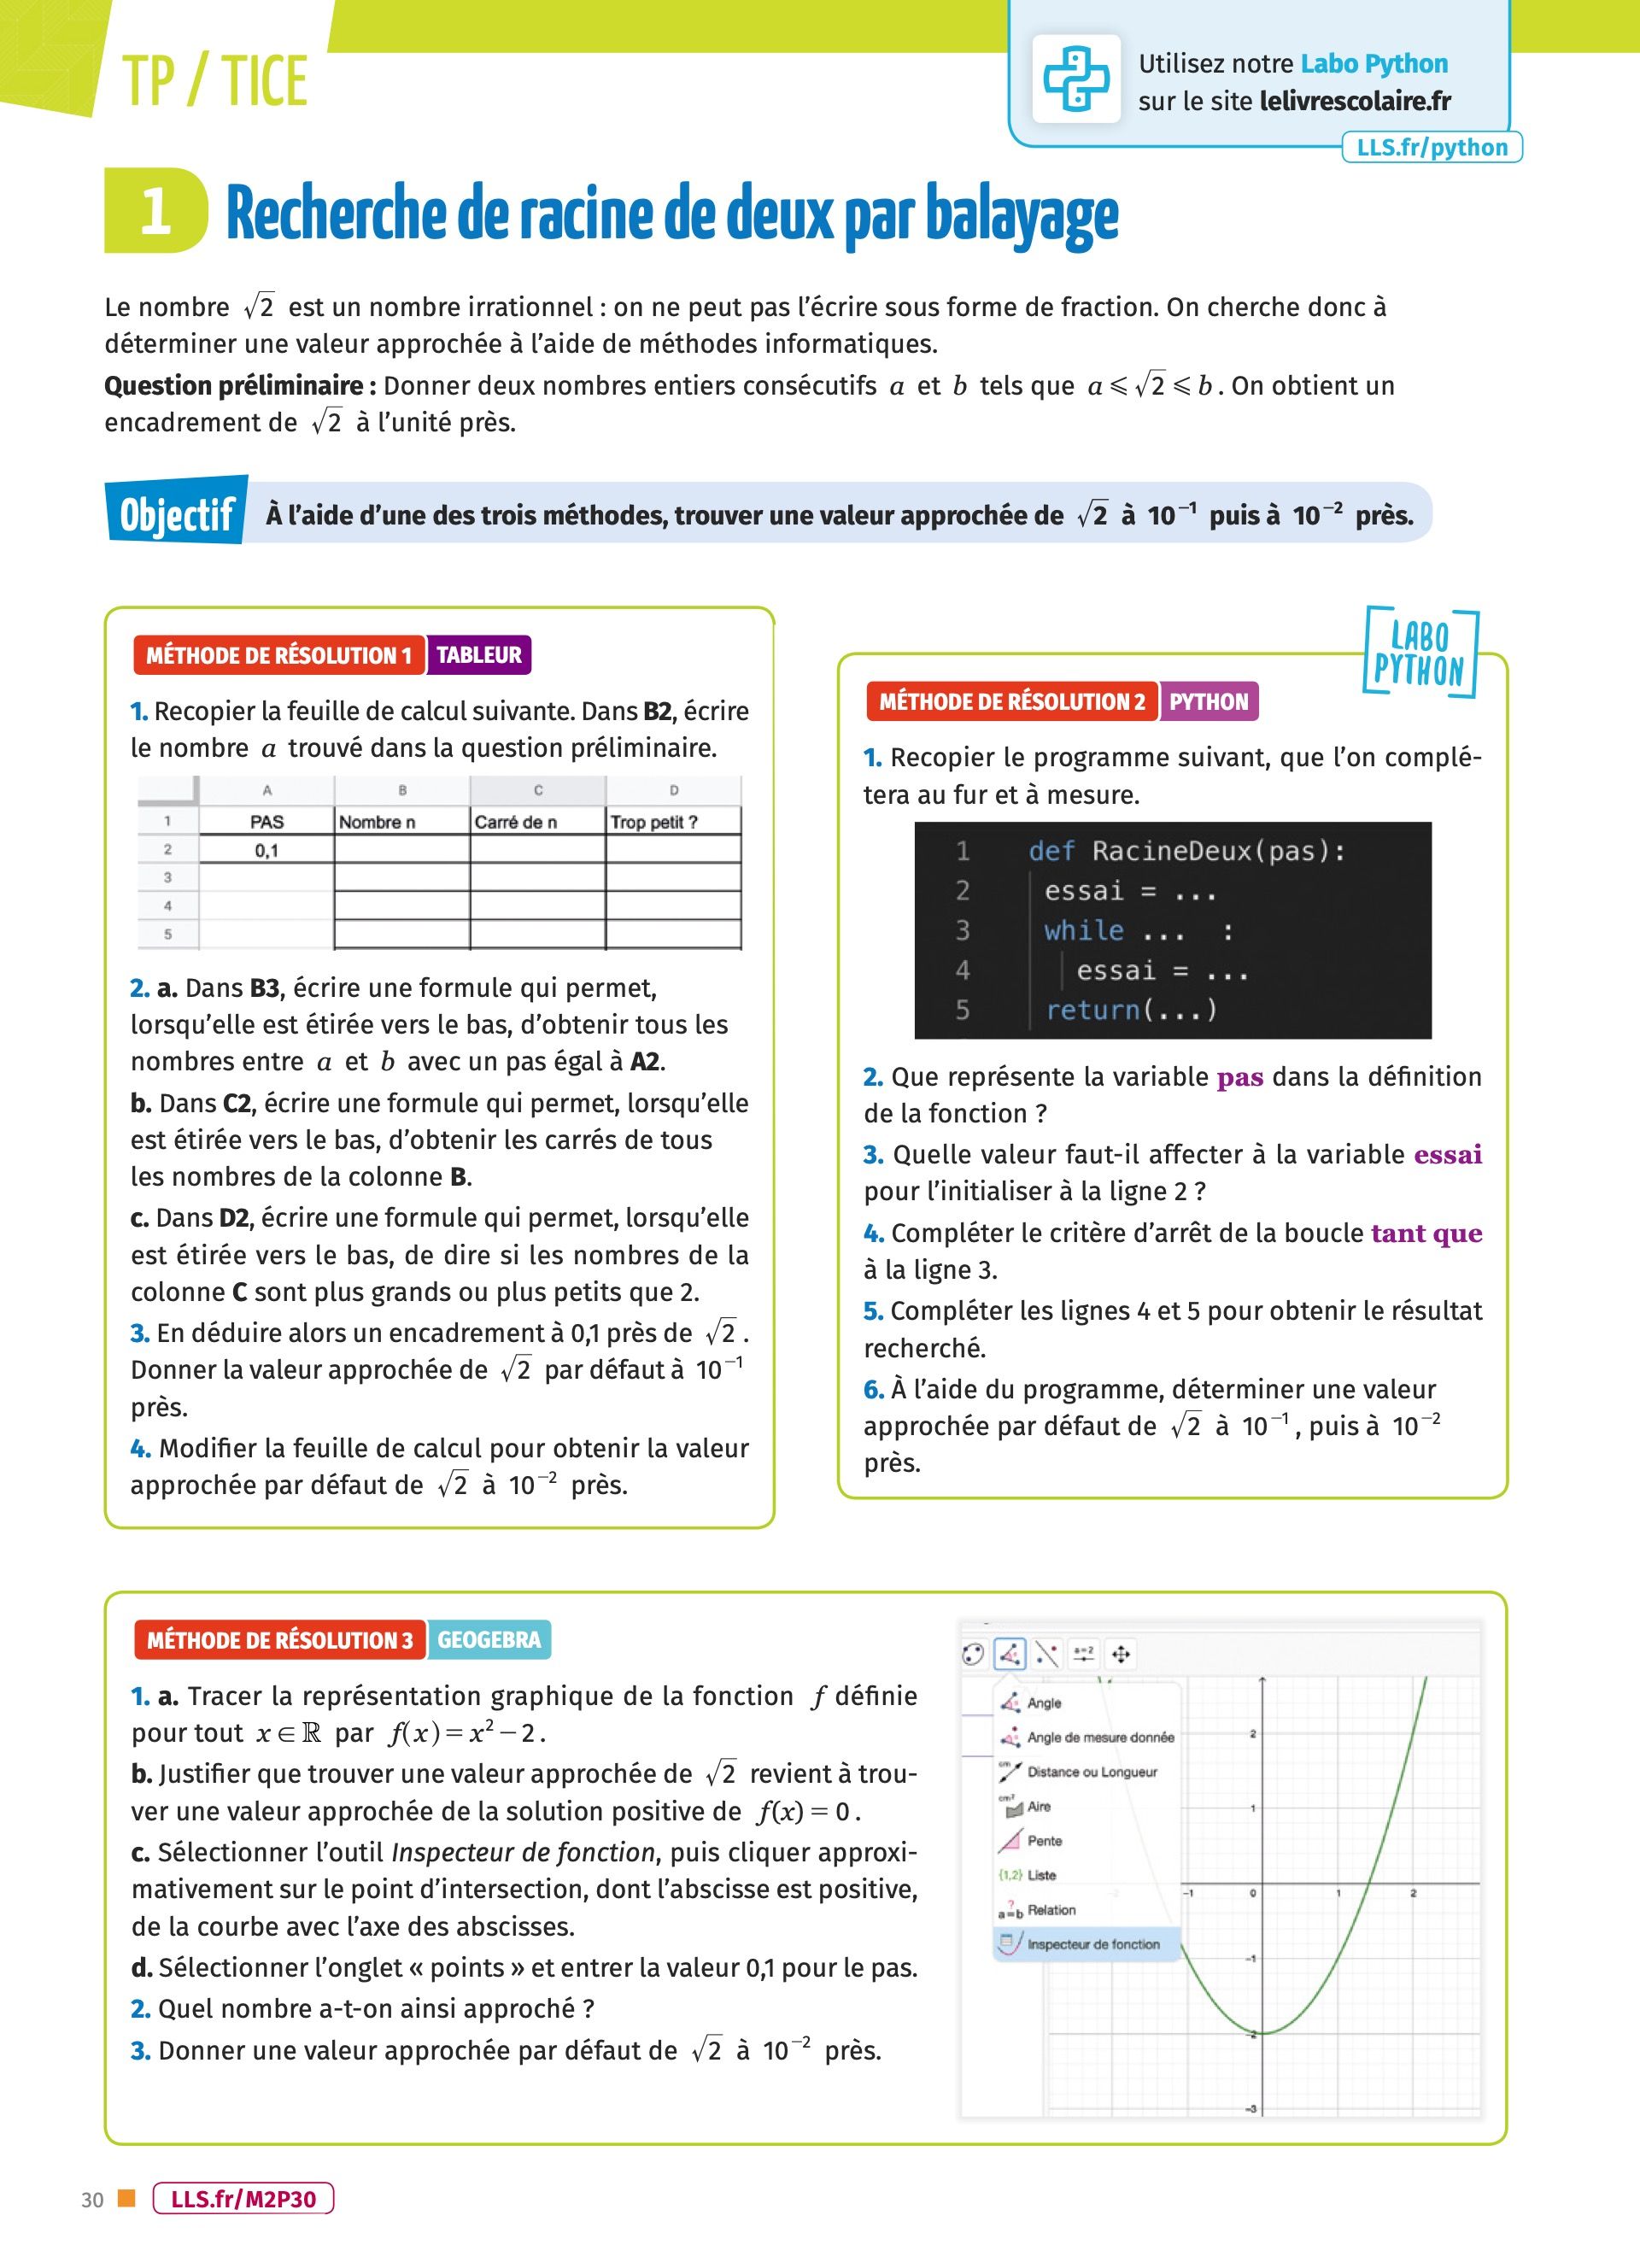 TP / TICE
Utilisez notre Labo Python
sur le site lelivrescolaire.fr
LLS.fr/python
1 Recherche de racine de deux par balayage
Le nombre √2 est un nombre irrationnel : on ne peut pas l’écrire sous forme de fraction. On cherche donc à
déterminer une valeur approchée à l’aide de méthodes informatiques.
Question préliminaire : Donner deux nombres entiers consécutifs a et b tels que a ⩽ √2 ⩽ b. On obtient un
encadrement de √2 à l’unité près.
Objectif À l’aide d’une des trois méthodes, trouver une valeur approchée de √2 à 10⁻¹ puis à 10⁻² près.
MÉTHODE DE RÉSOLUTION 1 TABLEUR
1. Recopier la feuille de calcul suivante. Dans B2, écrire
le nombre a trouvé dans la question préliminaire.
A B C D
1 PAS Nombre n Carré de n Trop petit ?
2 0,1
3
4
5
2. a. Dans B3, écrire une formule qui permet,
lorsqu’elle est étirée vers le bas, d’obtenir tous les
nombres entre a et b avec un pas égal à A2.
b. Dans C2, écrire une formule qui permet, lorsqu’elle
est étirée vers le bas, d’obtenir les carrés de tous
les nombres de la colonne B.
c. Dans D2, écrire une formule qui permet, lorsqu’elle
est étirée vers le bas, de dire si les nombres de la
colonne C sont plus grands ou plus petits que 2.
3. En déduire alors un encadrement à 0,1 près de √2.
Donner la valeur approchée de √2 par défaut à 10⁻¹
près.
4. Modifier la feuille de calcul pour obtenir la valeur
approchée par défaut de √2 à 10⁻² près.
LABO
PYTHON
MÉTHODE DE RÉSOLUTION 2 PYTHON
1. Recopier le programme suivant, que l’on complé-
tera au fur et à mesure.
1 def RacineDeux(pas):
2 essai = ...
3 while ... :
4 essai = ...
5 return(...)
2. Que représente la variable pas dans la définition
de la fonction ?
3. Quelle valeur faut-il affecter à la variable essai
pour l’initialiser à la ligne 2 ?
4. Compléter le critère d’arrêt de la boucle tant que
à la ligne 3.
5. Compléter les lignes 4 et 5 pour obtenir le résultat
recherché.
6. À l’aide du programme, déterminer une valeur
approchée par défaut de √2 à 10⁻¹, puis à 10⁻²
près.
MÉTHODE DE RÉSOLUTION 3 GEOGEBRA
1. a. Tracer la représentation graphique de la fonction f définie
pour tout x ∈ ℝ par f(x) = x² − 2.
b. Justifier que trouver une valeur approchée de √2 revient à trou-
ver une valeur approchée de la solution positive de f(x) = 0.
c. Sélectionner l’outil Inspecteur de fonction, puis cliquer approxi-
mativement sur le point d’intersection, dont l’abscisse est positive,
de la courbe avec l’axe des abscisses.
d. Sélectionner l’onglet « points » et entrer la valeur 0,1 pour le pas.
2. Quel nombre a-t-on ainsi approché ?
3. Donner une valeur approchée par défaut de √2 à 10⁻² près.
a=2
Angle
Angle de mesure donnée
cm Distance ou Longueur
cm² Aire
Pente
{1,2} Liste
? a=b Relation
Inspecteur de fonction
2
1
-2 -1 0 1 2
-1
-2
-3
30 LLS.fr/M2P30